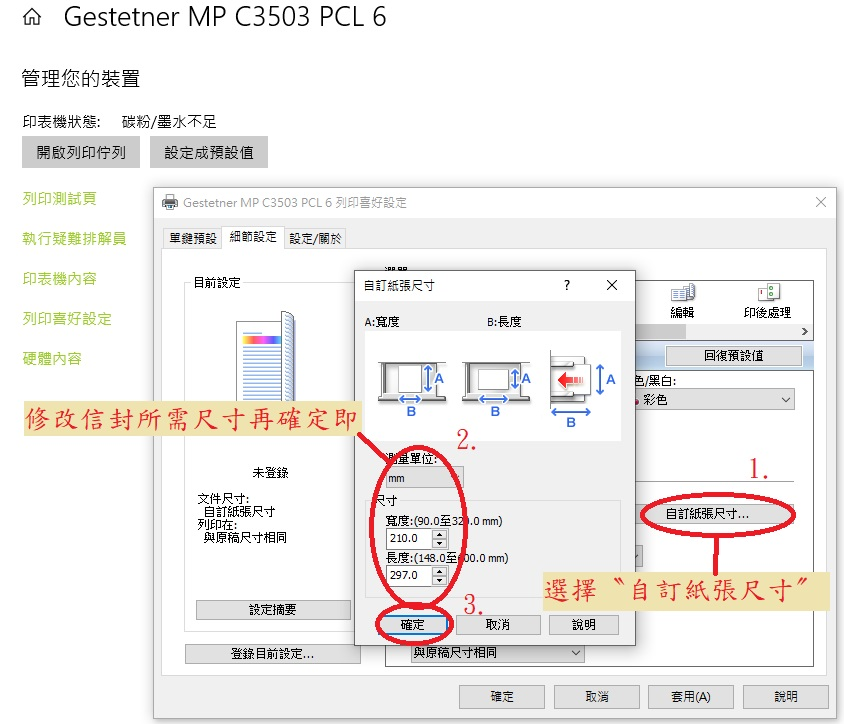 Gestetner MP C3503 PCL 6
管理您的裝置
印表機狀態: 碳粉/墨水不足
開啟列印佇列 設定成預設值
列印測試頁
執行疑難排解員
印表機內容
列印喜好設定
硬體內容
Gestetner MP C3503 PCL 6 列印喜好設定
單鍵預設 細節設定 設定/關於
目前設定
未登錄
文件尺寸:
自訂紙張尺寸
列印在:
與原稿尺寸相同
設定摘要
登錄目前設定...
自訂紙張尺寸 ?
A:寬度 B:長度
A
B
A
B
A
B
修改信封所需尺寸再確定即
2.
測量單位:
mm
尺寸
寬度:(90.0至320.0 mm)
210.0
長度:(148.0至600.0 mm)
297.0
3.
確定 取消 說明
編輯 印後處理
回復預設值
色/黑白:
彩色
1.
自訂紙張尺寸...
選擇〝自訂紙張尺寸〞
與原稿尺寸相同
確定 取消 套用(A) 說明